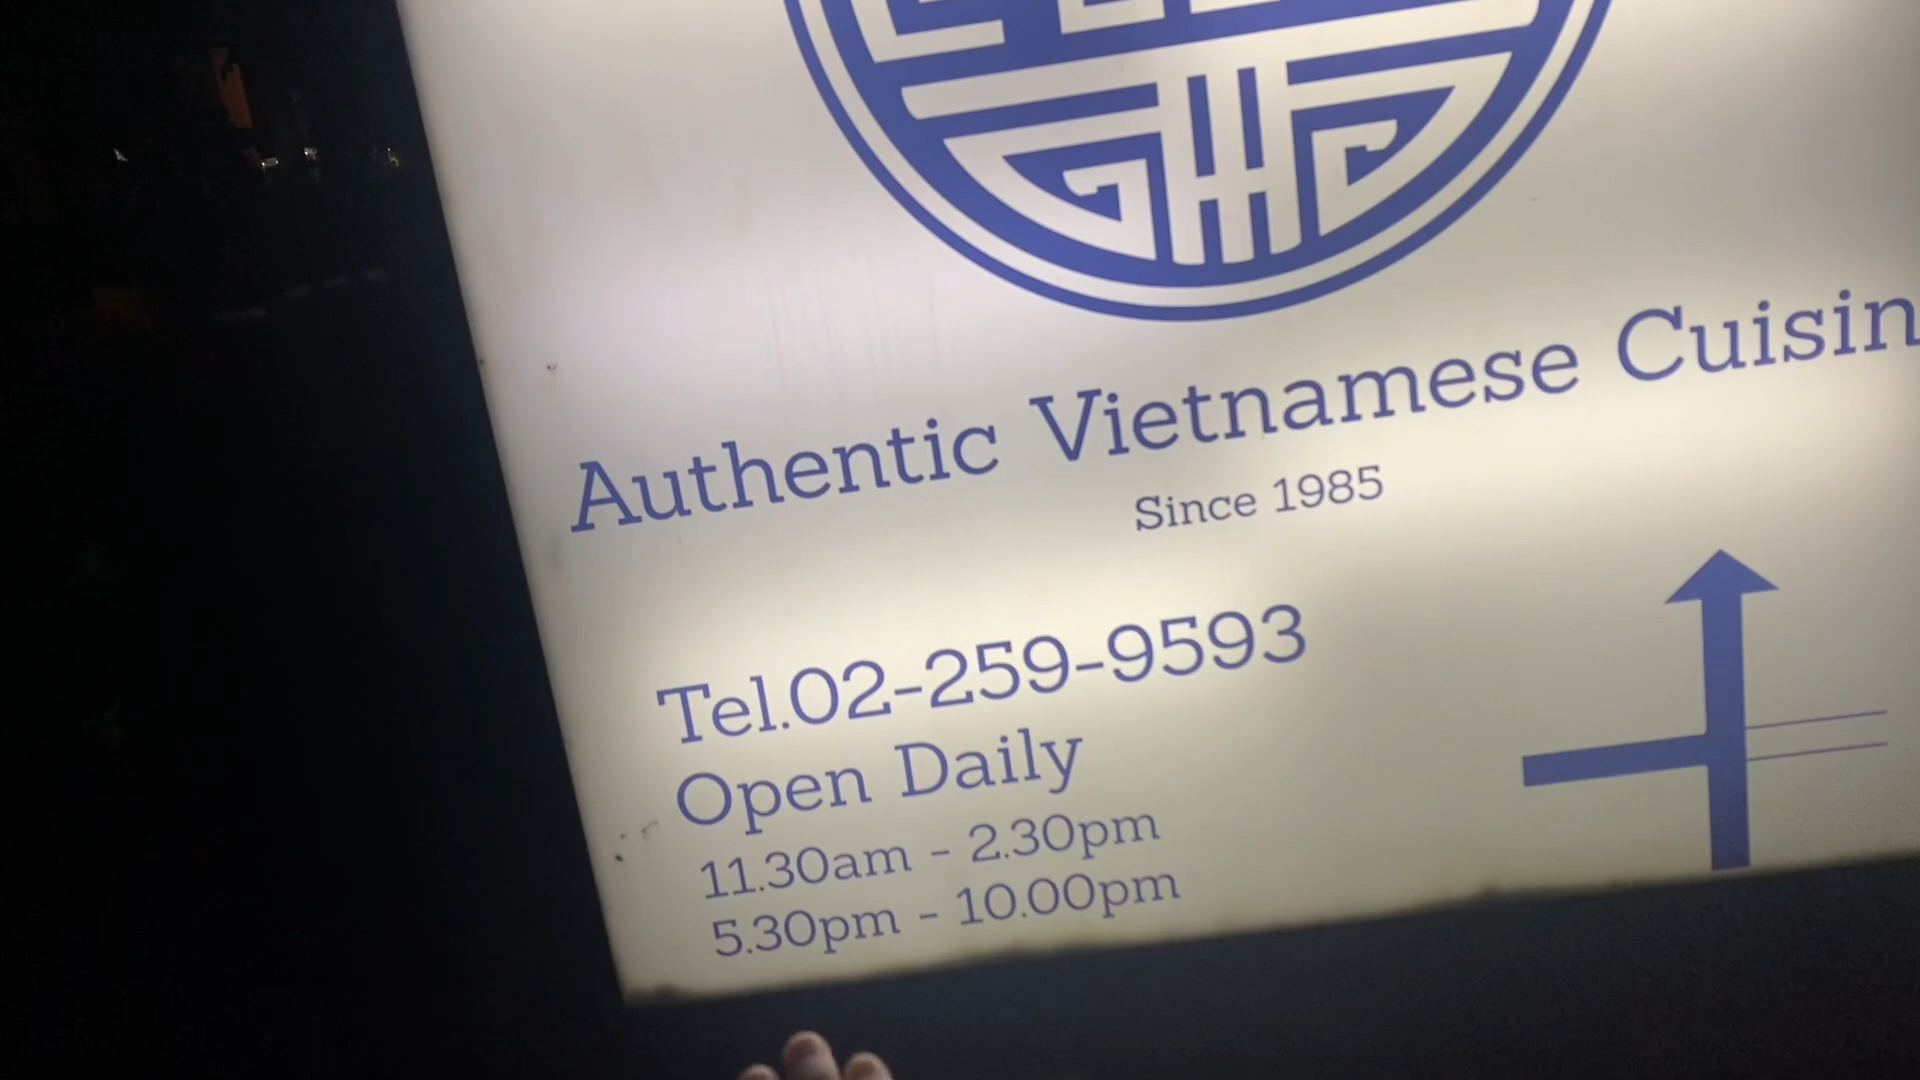 Authentic Vietnamese Cuisin
Since 1985
Tel.02-259-9593
Open Daily
11.30am - 2.30pm
5.30pm - 10.00pm